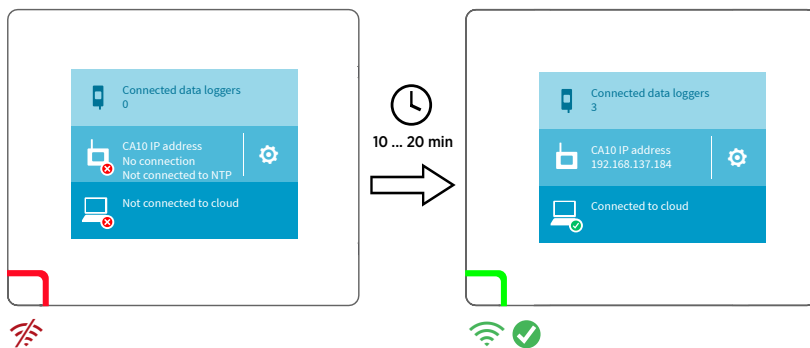 Connected data loggers
0
CA10 IP address
No connection
Not connected to NTP
Not connected to cloud
10 ... 20 min
Connected data loggers
3
CA10 IP address
192.168.137.184
Connected to cloud